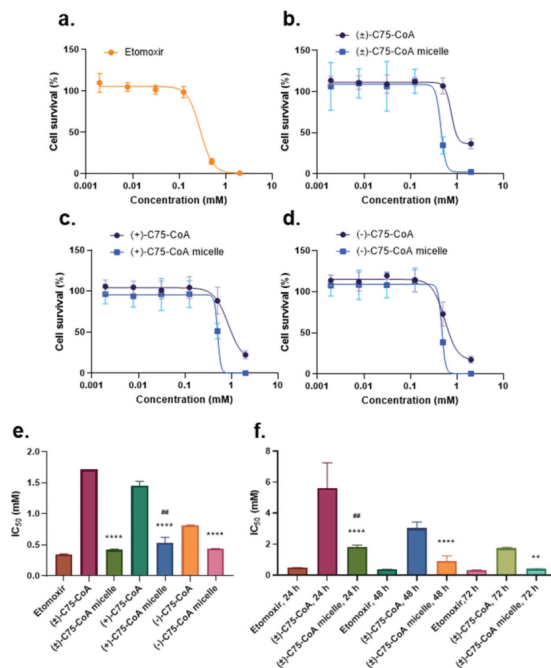 a.
Etomoxir
Cell survival (%)
150
100
50
0
0.001 0.01 0.1 1 10
Concentration (mM)
b.
(±)-C75-CoA
(±)-C75-CoA micelle
Cell survival (%)
150
100
50
0
0.001 0.01 0.1 1 10
Concentration (mM)
c.
(+)-C75-CoA
(+)-C75-CoA micelle
Cell survival (%)
150
100
50
0
0.001 0.01 0.1 1 10
Concentration (mM)
d.
(-)-C75-CoA
(-)-C75-CoA micelle
Cell survival (%)
150
100
50
0
0.001 0.01 0.1 1 10
Concentration (mM)
e.
IC50 (mM)
2.0
1.5
1.0
0.5
0.0
****
##
****
****
Etomoxir
(±)-C75-CoA
(±)-C75-CoA micelle
(+)-C75-CoA
(+)-C75-CoA micelle
(-)-C75-CoA
(-)-C75-CoA micelle
f.
IC50 (mM)
8
6
4
2
0
##
****
****
**
Etomoxir, 24 h
(±)-C75-CoA, 24 h
(±)-C75-CoA micelle, 24 h
Etomoxir, 48 h
(±)-C75-CoA, 48 h
(±)-C75-CoA micelle, 48 h
Etomoxir, 72 h
(±)-C75-CoA, 72 h
(±)-C75-CoA micelle, 72 h